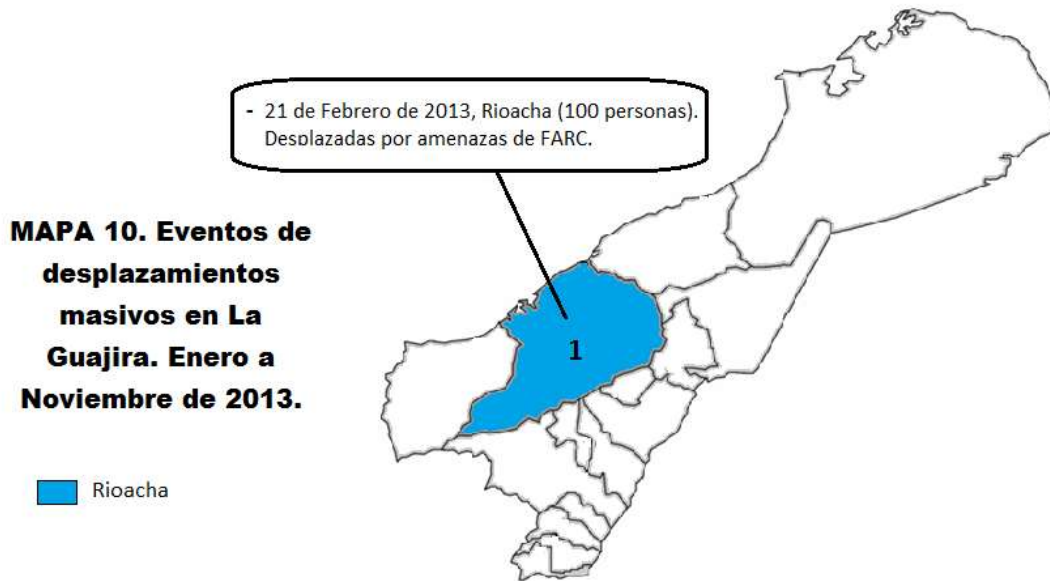 - 21 de Febrero de 2013, Rioacha (100 personas).
Desplazadas por amenazas de FARC.
MAPA 10. Eventos de
desplazamientos
masivos en La
Guajira. Enero a
Noviembre de 2013.
1
Rioacha